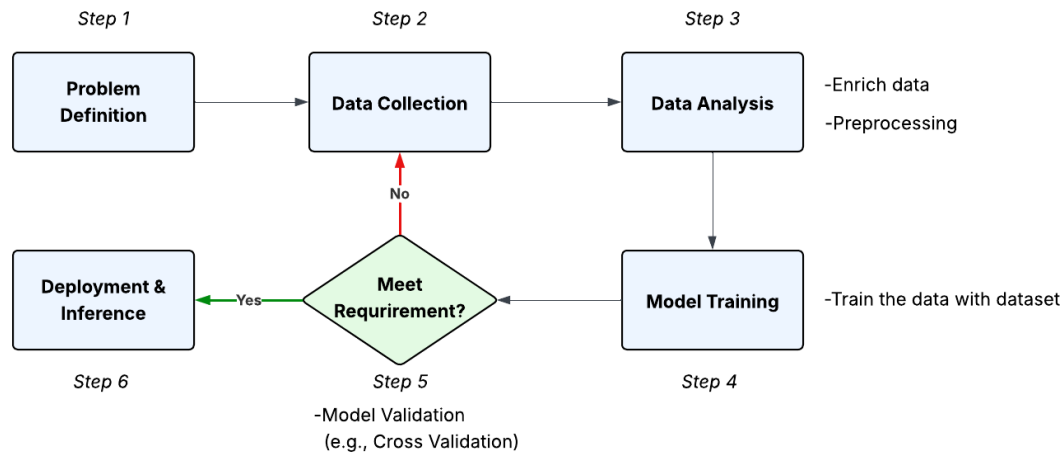 Step 1
Step 2
Step 3
Problem
Definition
Data Collection
Data Analysis
-Enrich data
-Preprocessing
No
Deployment &
Inference
Yes
Meet
Requrirement?
Model Training
-Train the data with dataset
Step 6
Step 5
Step 4
-Model Validation
(e.g., Cross Validation)